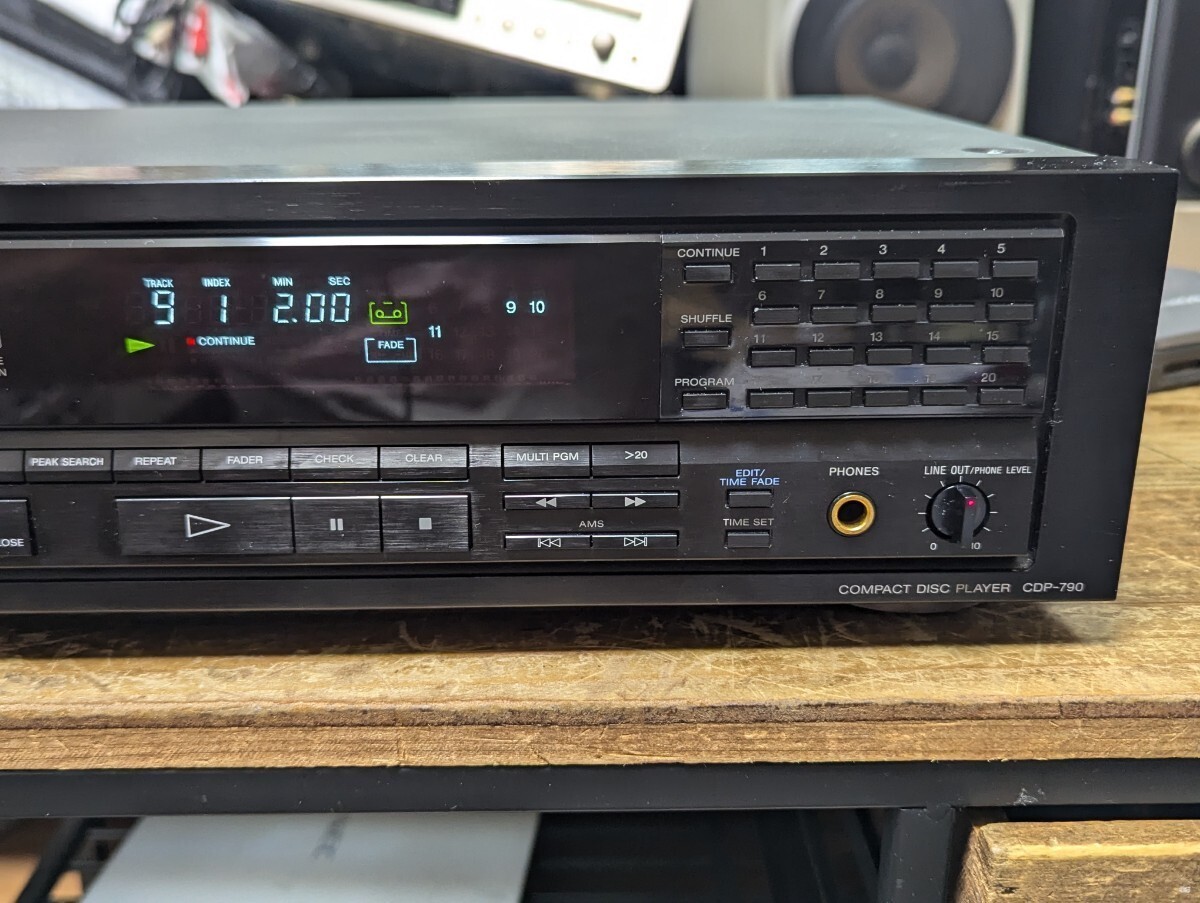 TRACK INDEX MIN SEC
9 1 2.00
9 10
11
CONTINUE
FADE
CONTINUE 1 2 3 4 5
6 7 8 9 10
SHUFFLE
11 12 13 14 15
PROGRAM
20
PEAK SEARCH REPEAT FADER CHECK CLEAR MULTI PGM >20
EDIT/
TIME FADE
PHONES
LINE OUT/PHONE LEVEL
AMS
TIME SET
0 10
COMPACT DISC PLAYER CDP-790